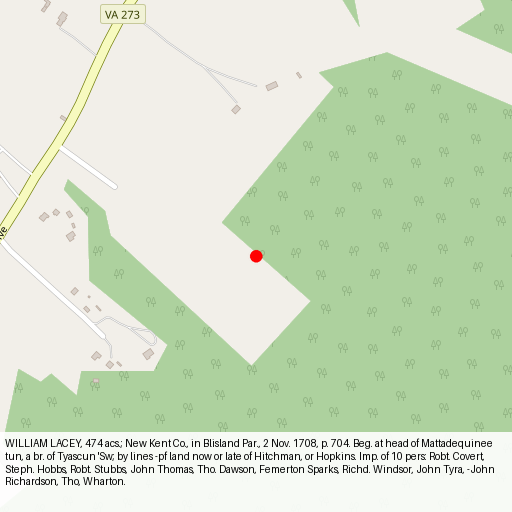 VA 273
ve
WILLIAM LACEY, 474 acs.; New Kent Co., in Blisland Par., 2 Nov. 1708, p. 704. Beg. at head of Mattadequinee
tun, a br. of Tyascun 'Sw, by lines -pf land now or late of Hitchman, or Hopkins. Imp. of 10 pers: Robt. Covert,
Steph. Hobbs, Robt. Stubbs, John Thomas, Tho. Dawson, Femerton Sparks, Richd. Windsor, John Tyra, -John
Richardson, Tho, Wharton.